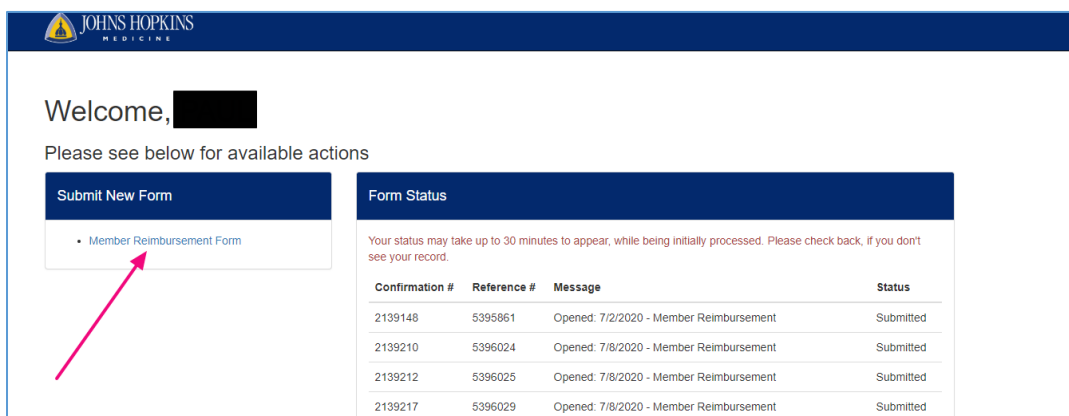 JOHNS HOPKINS
MEDICINE
Welcome,
Please see below for available actions
Submit New Form
• Member Reimbursement Form
Form Status
Your status may take up to 30 minutes to appear, while being initially processed. Please check back, if you don't
see your record.
Confirmation # Reference # Message Status
2139148 5395861 Opened: 7/2/2020 - Member Reimbursement Submitted
2139210 5396024 Opened: 7/8/2020 - Member Reimbursement Submitted
2139212 5396025 Opened: 7/8/2020 - Member Reimbursement Submitted
2139217 5396029 Opened: 7/8/2020 - Member Reimbursement Submitted